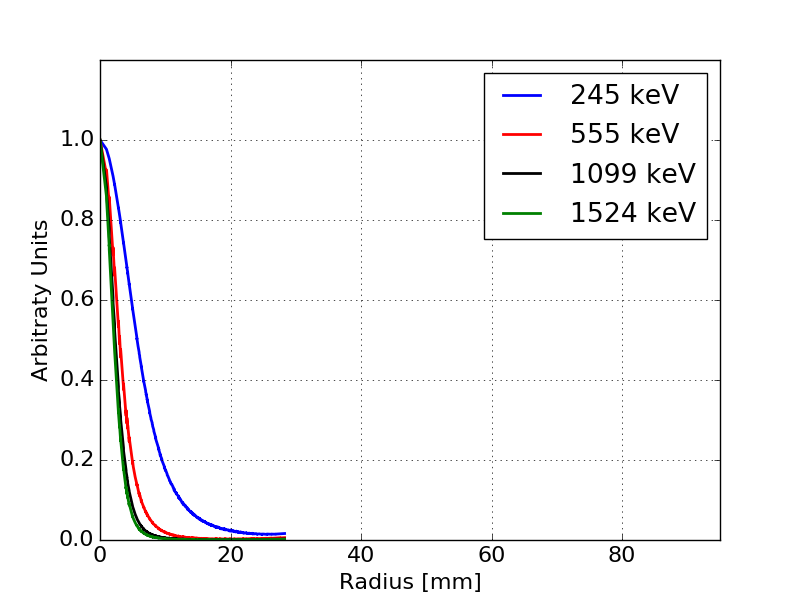 245 keV
555 keV
1099 keV
1524 keV
1.0
0.8
0.6
0.4
0.2
0.0
Arbitraty Units
0 20 40 60 80
Radius [mm]